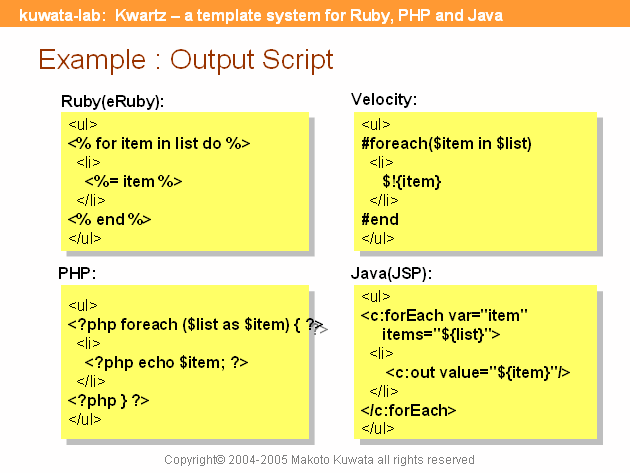 kuwata-lab: Kwartz – a template system for Ruby, PHP and Java
Example : Output Script
Ruby(eRuby):
<ul>
<% for item in list do %>
<li>
<%= item %>
</li>
<% end %>
</ul>
Velocity:
<ul>
#foreach($item in $list)
<li>
$!{item}
</li>
#end
</ul>
PHP:
<ul>
<?php foreach ($list as $item) { ?>
<li>
<?php echo $item; ?>
</li>
<?php } ?>
</ul>
Java(JSP):
<ul>
<c:forEach var="item"
items="${list}">
<li>
<c:out value="${item}"/>
</li>
</c:forEach>
</ul>
Copyright© 2004-2005 Makoto Kuwata all rights reserved